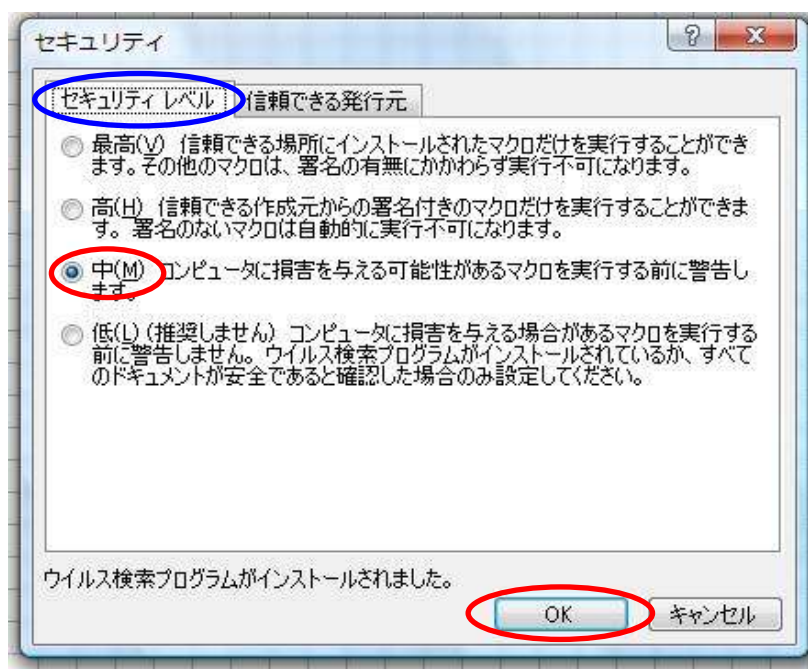 セキュリティ
セキュリティ レベル 信頼できる発行元
最高(V) 信頼できる場所にインストールされたマクロだけを実行することができ
ます。その他のマクロは、署名の有無にかかわらず実行不可になります。
高(H) 信頼できる作成元からの署名付きのマクロだけを実行することができま
す。 署名のないマクロは自動的に実行不可になります。
中(M) コンピュータに損害を与える可能性があるマクロを実行する前に警告し
ます。
低(L) (推奨しません) コンピュータに損害を与える場合があるマクロを実行する
前に警告しません。ウイルス検索プログラムがインストールされているか、すべて
のドキュメントが安全であると確認した場合のみ設定してください。
ウイルス検索プログラムがインストールされました。
OK キャンセル